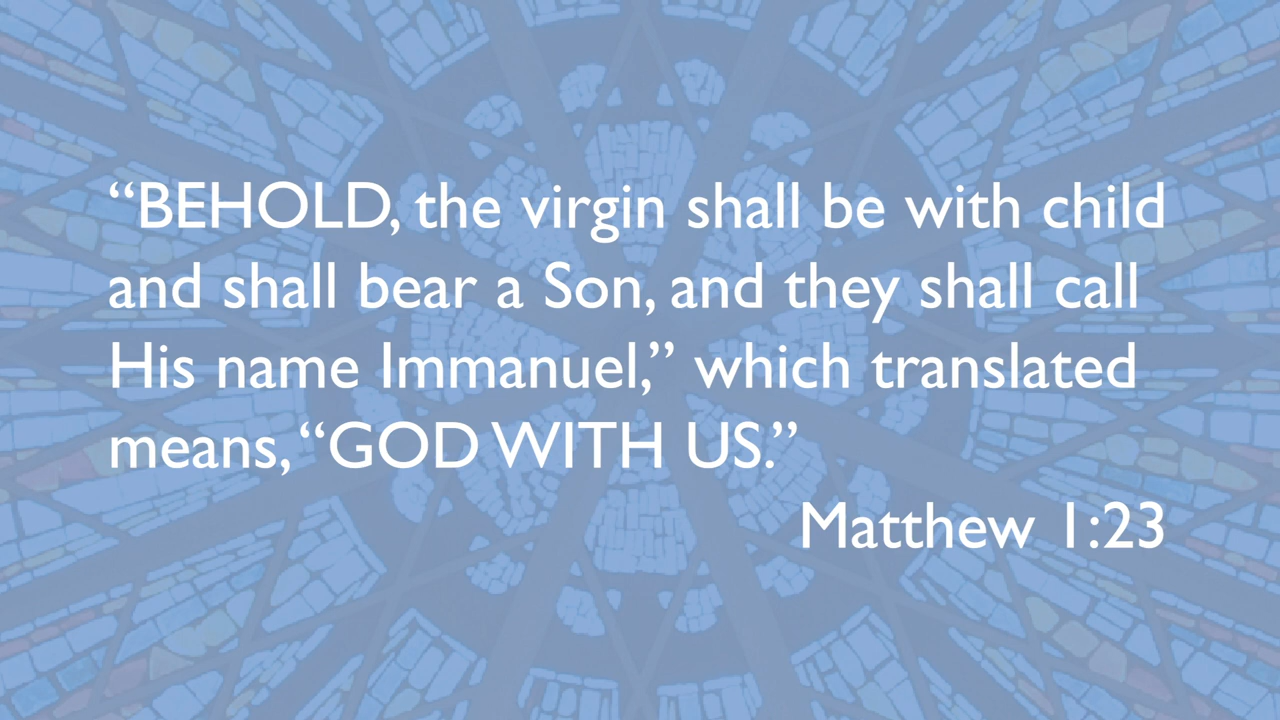 “BEHOLD, the virgin shall be with child
and shall bear a Son, and they shall call
His name Immanuel,” which translated
means, “GOD WITH US.”
Matthew 1:23